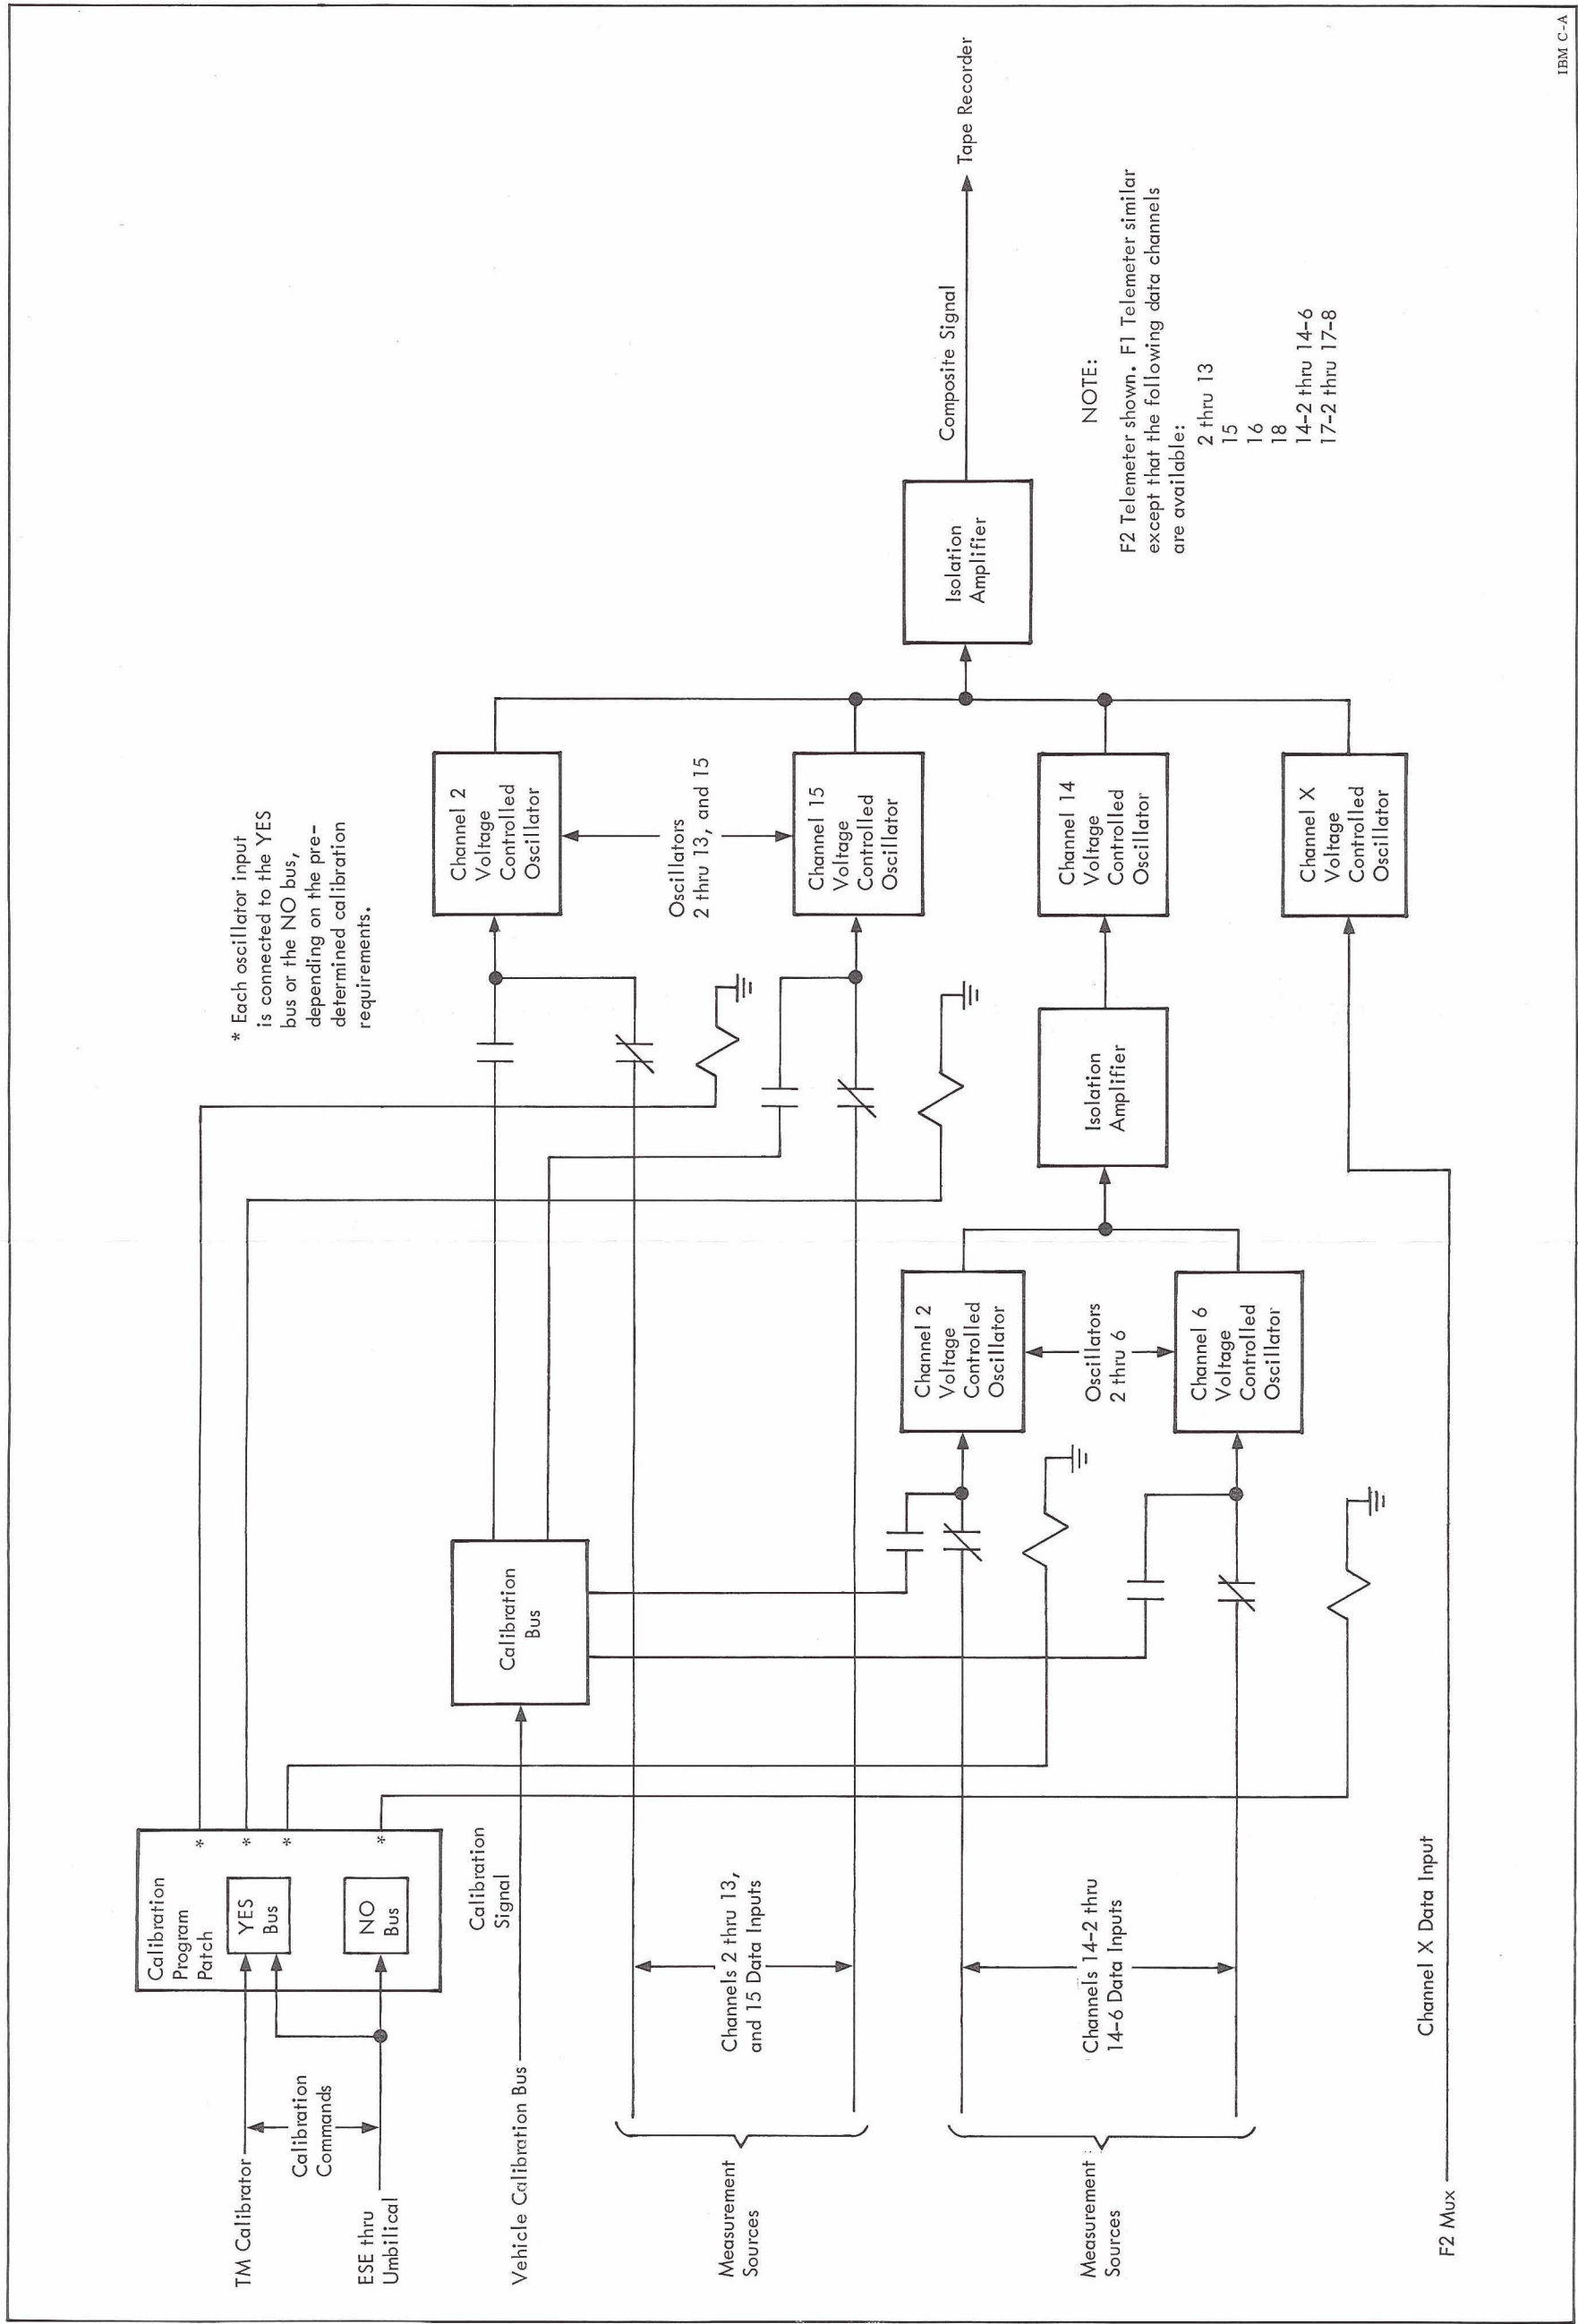 TM Calibrator
Calibration
Commands
ESE thru
Umbilical
Calibration
Program
Patch
YES
Bus
NO
Bus
*
*
*
*
* Each oscillator input
is connected to the YES
bus or the NO bus,
depending on the pre-
determined calibration
requirements.
Vehicle Calibration Bus
Calibration
Signal
Calibration
Bus
Channel 2
Voltage
Controlled
Oscillator
Oscillators
2 thru 13, and 15
Channel 15
Voltage
Controlled
Oscillator
Measurement
Sources
Channels 2 thru 13,
and 15 Data Inputs
Channel 2
Voltage
Controlled
Oscillator
Oscillators
2 thru 6
Channel 6
Voltage
Controlled
Oscillator
Isolation
Amplifier
Channel 14
Voltage
Controlled
Oscillator
Measurement
Sources
Channels 14-2 thru
14-6 Data Inputs
Channel X
Voltage
Controlled
Oscillator
Isolation
Amplifier
Composite Signal
Tape Recorder
NOTE:
F2 Telemeter shown. F1 Telemeter similar
except that the following data channels
are available:
2 thru 13
15
16
18
14-2 thru 14-6
17-2 thru 17-8
F2 Mux
Channel X Data Input
IBM C-A